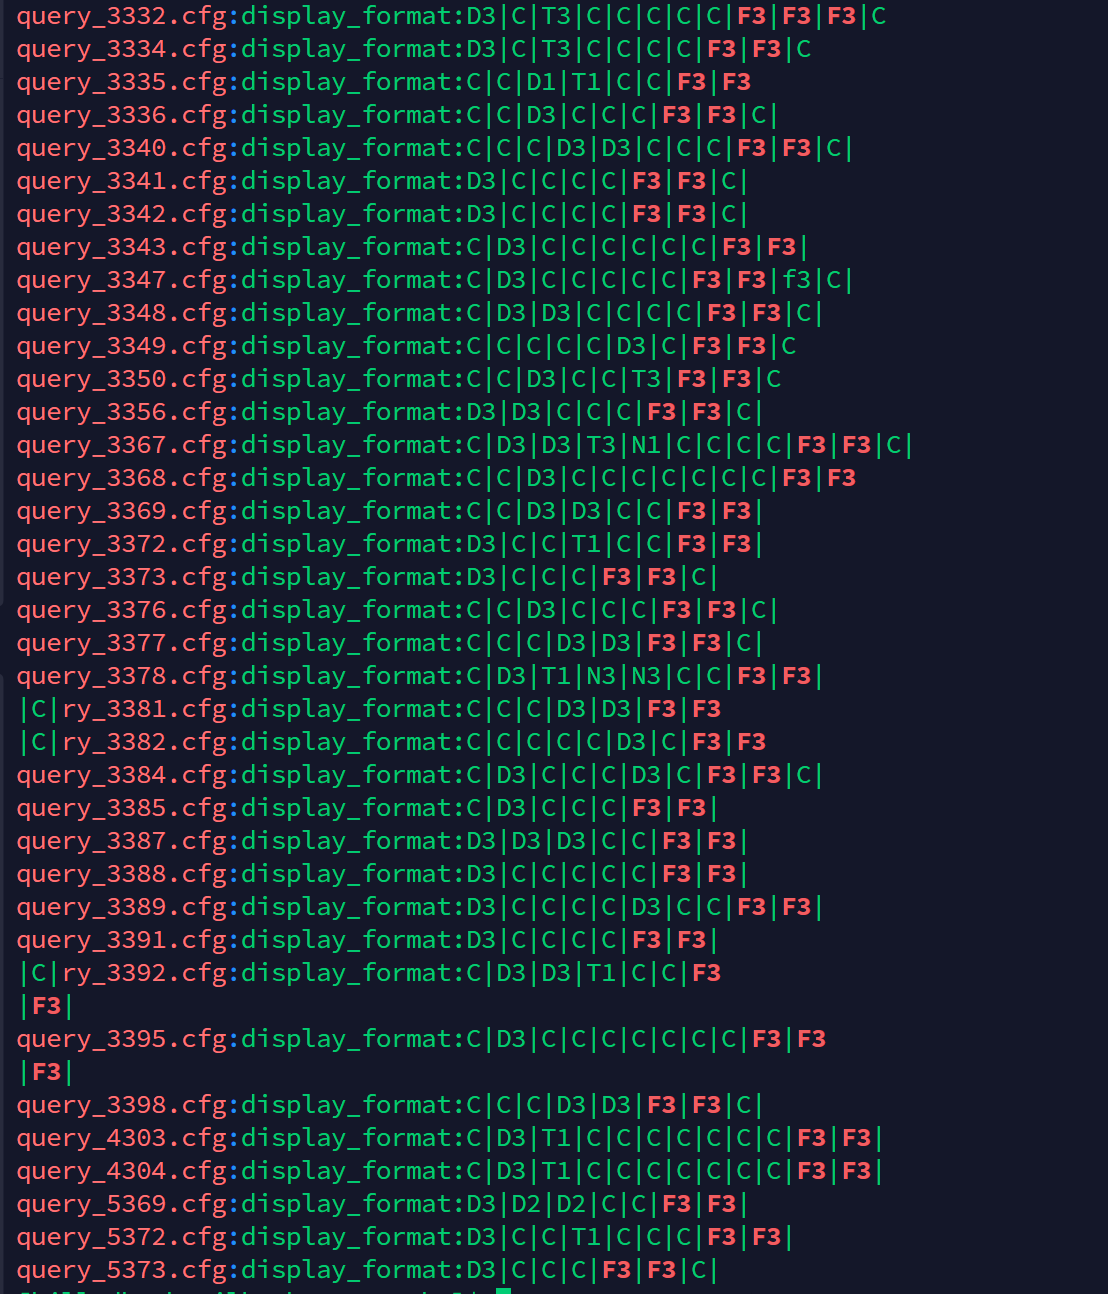 query_3332.cfg:display_format:D3|C|T3|C|C|C|C|C|F3|F3|F3|C
query_3334.cfg:display_format:D3|C|T3|C|C|C|C|F3|F3|C
query_3335.cfg:display_format:C|C|D1|T1|C|C|F3|F3
query_3336.cfg:display_format:C|C|D3|C|C|C|F3|F3|C|
query_3340.cfg:display_format:C|C|C|D3|D3|C|C|C|F3|F3|C|
query_3341.cfg:display_format:D3|C|C|C|C|F3|F3|C|
query_3342.cfg:display_format:D3|C|C|C|C|F3|F3|C|
query_3343.cfg:display_format:C|D3|C|C|C|C|C|C|F3|F3|
query_3347.cfg:display_format:C|D3|C|C|C|C|C|F3|F3|f3|C|
query_3348.cfg:display_format:C|D3|D3|C|C|C|C|F3|F3|C|
query_3349.cfg:display_format:C|C|C|C|C|D3|C|F3|F3|C
query_3350.cfg:display_format:C|C|D3|C|C|T3|F3|F3|C
query_3356.cfg:display_format:D3|D3|C|C|C|F3|F3|C|
query_3367.cfg:display_format:C|D3|D3|T3|N1|C|C|C|C|F3|F3|C|
query_3368.cfg:display_format:C|C|D3|C|C|C|C|C|C|C|F3|F3
query_3369.cfg:display_format:C|C|D3|D3|C|C|F3|F3|
query_3372.cfg:display_format:D3|C|C|T1|C|C|F3|F3|
query_3373.cfg:display_format:D3|C|C|C|F3|F3|C|
query_3376.cfg:display_format:C|C|D3|C|C|C|F3|F3|C|
query_3377.cfg:display_format:C|C|C|D3|D3|F3|F3|C|
query_3378.cfg:display_format:C|D3|T1|N3|N3|C|C|F3|F3|
|C|ry_3381.cfg:display_format:C|C|C|D3|D3|F3|F3
|C|ry_3382.cfg:display_format:C|C|C|C|C|D3|C|F3|F3
query_3384.cfg:display_format:C|D3|C|C|C|D3|C|F3|F3|C|
query_3385.cfg:display_format:C|D3|C|C|C|F3|F3|
query_3387.cfg:display_format:D3|D3|D3|C|C|F3|F3|
query_3388.cfg:display_format:D3|C|C|C|C|C|F3|F3|
query_3389.cfg:display_format:D3|C|C|C|C|D3|C|C|F3|F3|
query_3391.cfg:display_format:D3|C|C|C|C|F3|F3|
|C|ry_3392.cfg:display_format:C|D3|D3|T1|C|C|F3
|F3|
query_3395.cfg:display_format:C|D3|C|C|C|C|C|C|C|F3|F3
|F3|
query_3398.cfg:display_format:C|C|C|D3|D3|F3|F3|C|
query_4303.cfg:display_format:C|D3|T1|C|C|C|C|C|C|C|F3|F3|
query_4304.cfg:display_format:C|D3|T1|C|C|C|C|C|C|C|F3|F3|
query_5369.cfg:display_format:D3|D2|D2|C|C|F3|F3|
query_5372.cfg:display_format:D3|C|C|T1|C|C|C|F3|F3|
query_5373.cfg:display_format:D3|C|C|C|F3|F3|C|